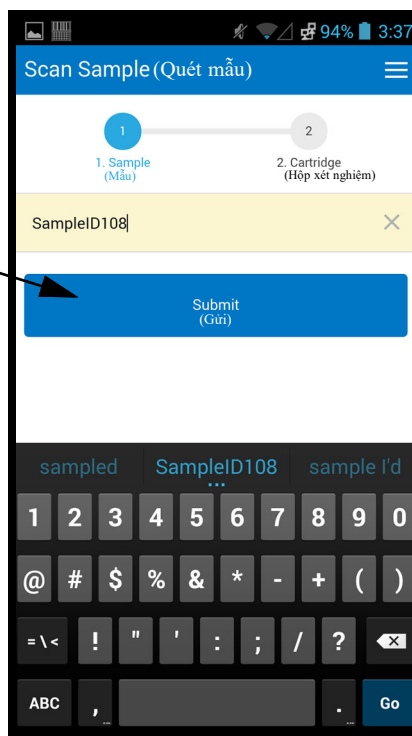 94% 3:37
Scan Sample (Quét mẫu)
1 2
1. Sample 2. Cartridge
(Mẫu) (Hộp xét nghiệm)
SampleID108
Submit
(Gửi)
sampled SampleID108 sample I'd
1 2 3 4 5 6 7 8 9 0
@ # $ % & * - + ( )
= \ < ! " ' : ; / ?
ABC , . Go